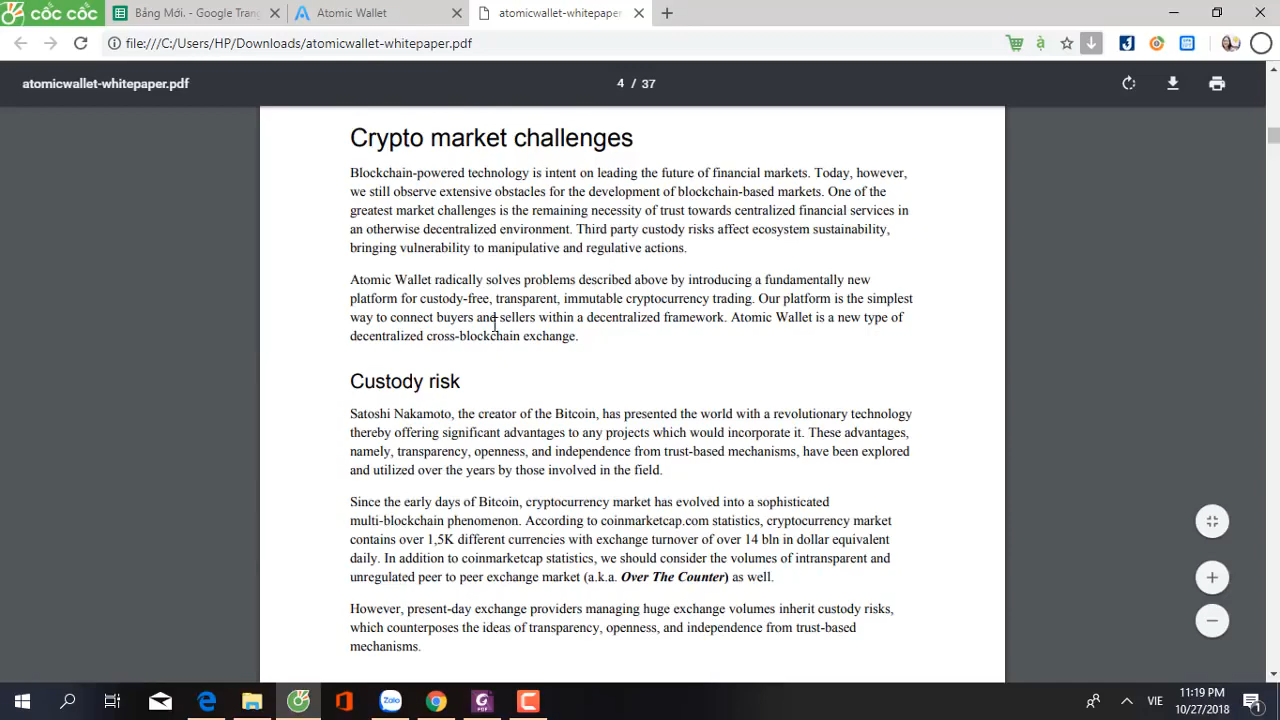 cốc cốc
Bảng Mới. - Google Trang
Atomic Wallet
atomicwallet-whitepaper
file:///C:/Users/HP/Downloads/atomicwallet-whitepaper.pdf
atomicwallet-whitepaper.pdf
4 / 37
Crypto market challenges
Blockchain-powered technology is intent on leading the future of financial markets. Today, however,
we still observe extensive obstacles for the development of blockchain-based markets. One of the
greatest market challenges is the remaining necessity of trust towards centralized financial services in
an otherwise decentralized environment. Third party custody risks affect ecosystem sustainability,
bringing vulnerability to manipulative and regulative actions.
Atomic Wallet radically solves problems described above by introducing a fundamentally new
platform for custody-free, transparent, immutable cryptocurrency trading. Our platform is the simplest
way to connect buyers and sellers within a decentralized framework. Atomic Wallet is a new type of
decentralized cross-blockchain exchange.
Custody risk
Satoshi Nakamoto, the creator of the Bitcoin, has presented the world with a revolutionary technology
thereby offering significant advantages to any projects which would incorporate it. These advantages,
namely, transparency, openness, and independence from trust-based mechanisms, have been explored
and utilized over the years by those involved in the field.
Since the early days of Bitcoin, cryptocurrency market has evolved into a sophisticated
multi-blockchain phenomenon. According to coinmarketcap.com statistics, cryptocurrency market
contains over 1,5K different currencies with exchange turnover of over 14 bln in dollar equivalent
daily. In addition to coinmarketcap statistics, we should consider the volumes of intransparent and
unregulated peer to peer exchange market (a.k.a. Over The Counter) as well.
However, present-day exchange providers managing huge exchange volumes inherit custody risks,
which counterposes the ideas of transparency, openness, and independence from trust-based
mechanisms.
Zalo
PDF
VIE
11:19 PM
10/27/2018
1